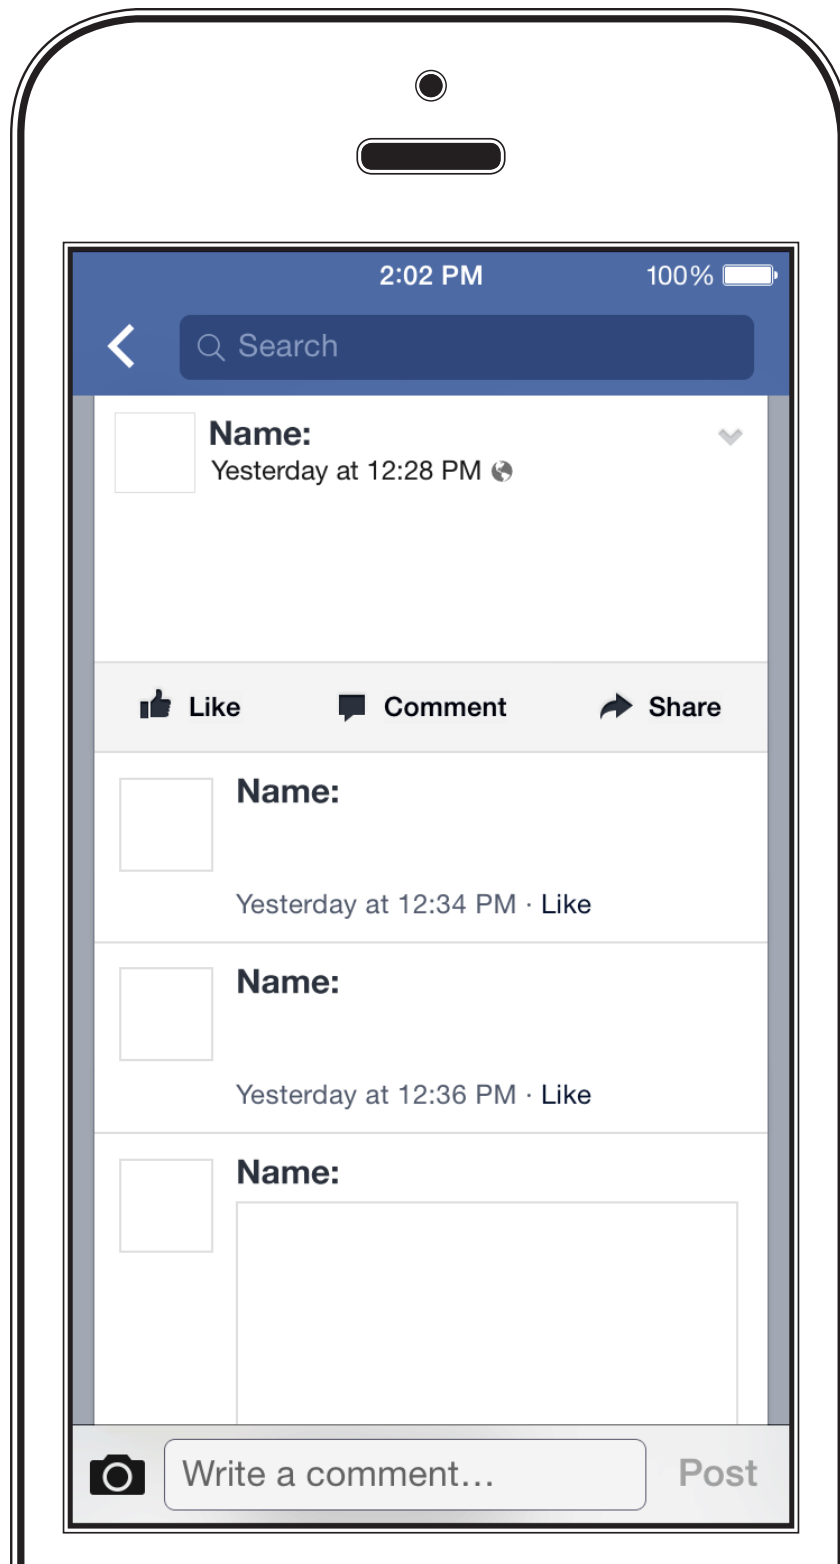 2:02 PM 100%
Search
Name:
Yesterday at 12:28 PM
Like Comment Share
Name:
Yesterday at 12:34 PM · Like
Name:
Yesterday at 12:36 PM · Like
Name:
Write a comment... Post